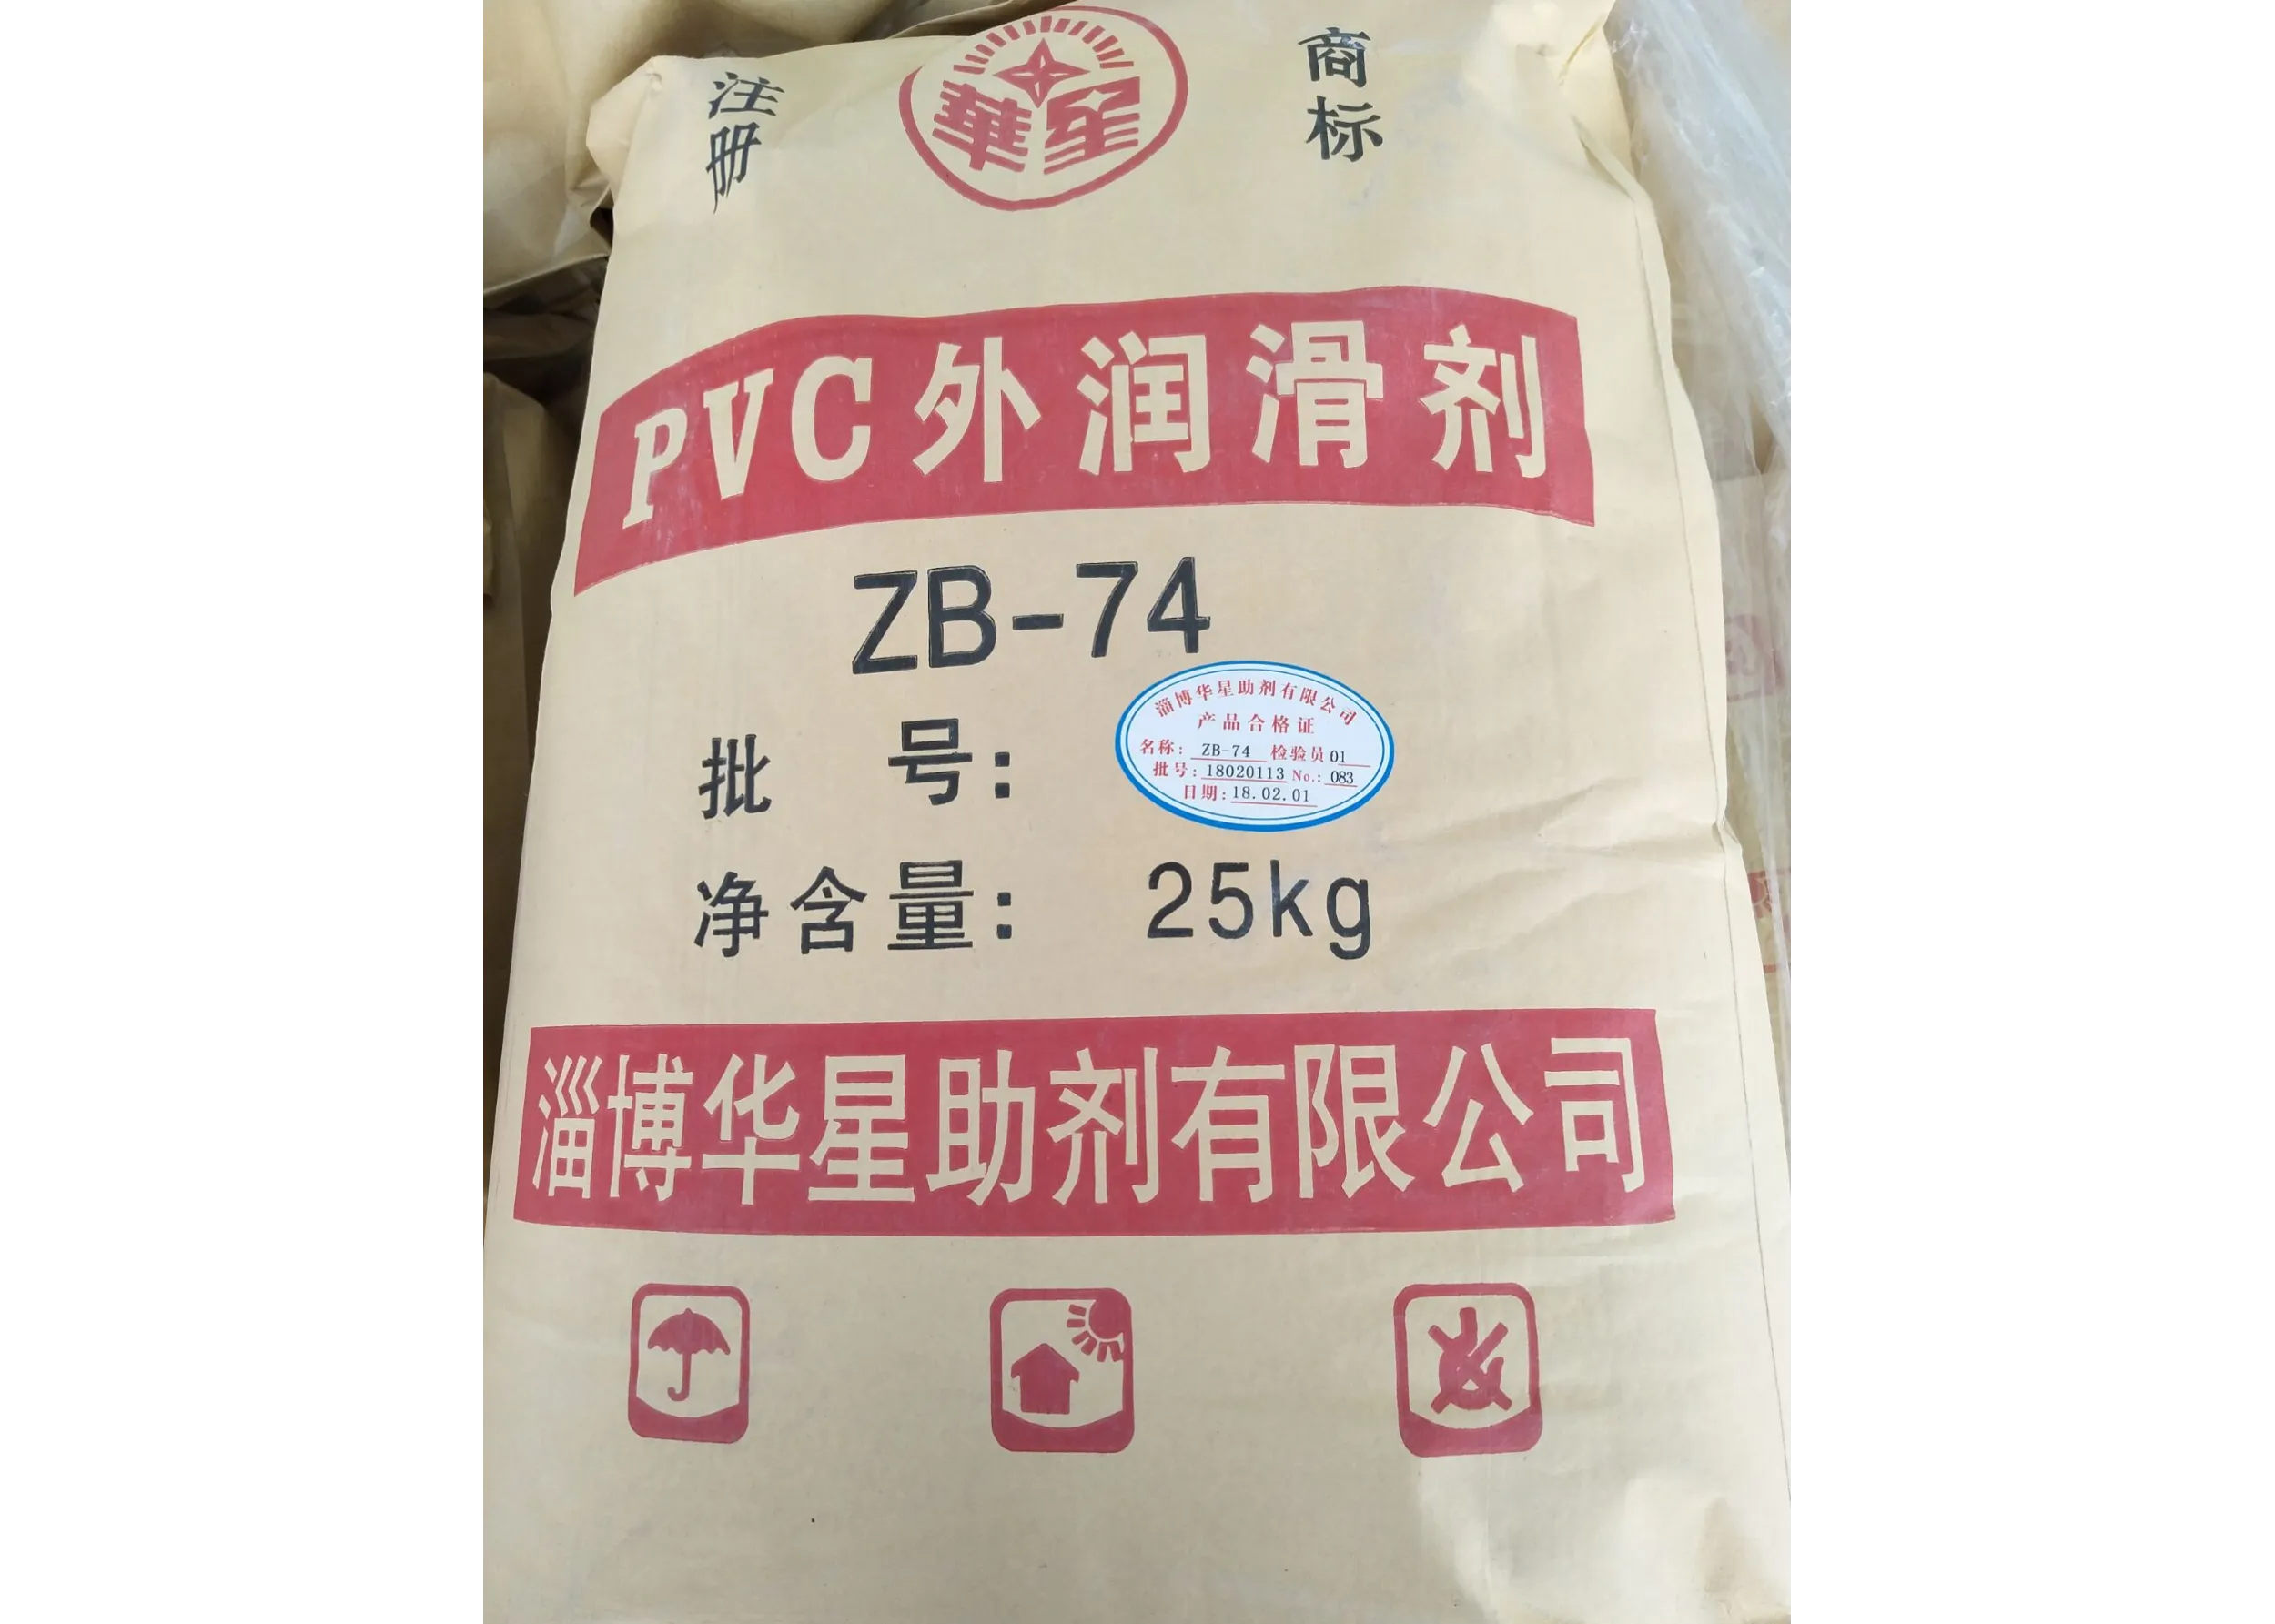 注册
華星
商标
PVC外润滑剂
ZB-74
批 号:
淄博华星助剂有限公司
产品合格证
名称: ZB-74 检验员01
批号: 18020113 No.: 083
日期: 18.02.01
净含量: 25kg
淄博华星助剂有限公司